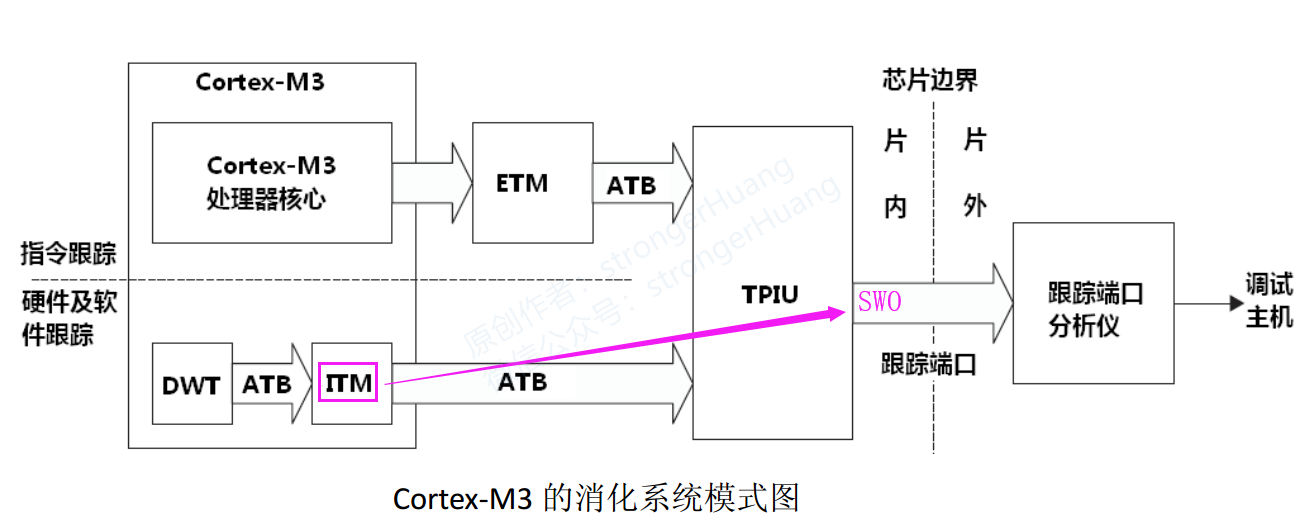 Cortex-M3
Cortex-M3
处理器核心
ETM
ATB
TPIU
芯片边界
片内
片外
指令跟踪
硬件及软
件跟踪
DWT
ATB
ITM
ATB
SWO
跟踪端口
跟踪端口
分析仪
调试
主机
原创作者：strongerHuang
微信公众号：strongerHuang
Cortex-M3 的消化系统模式图